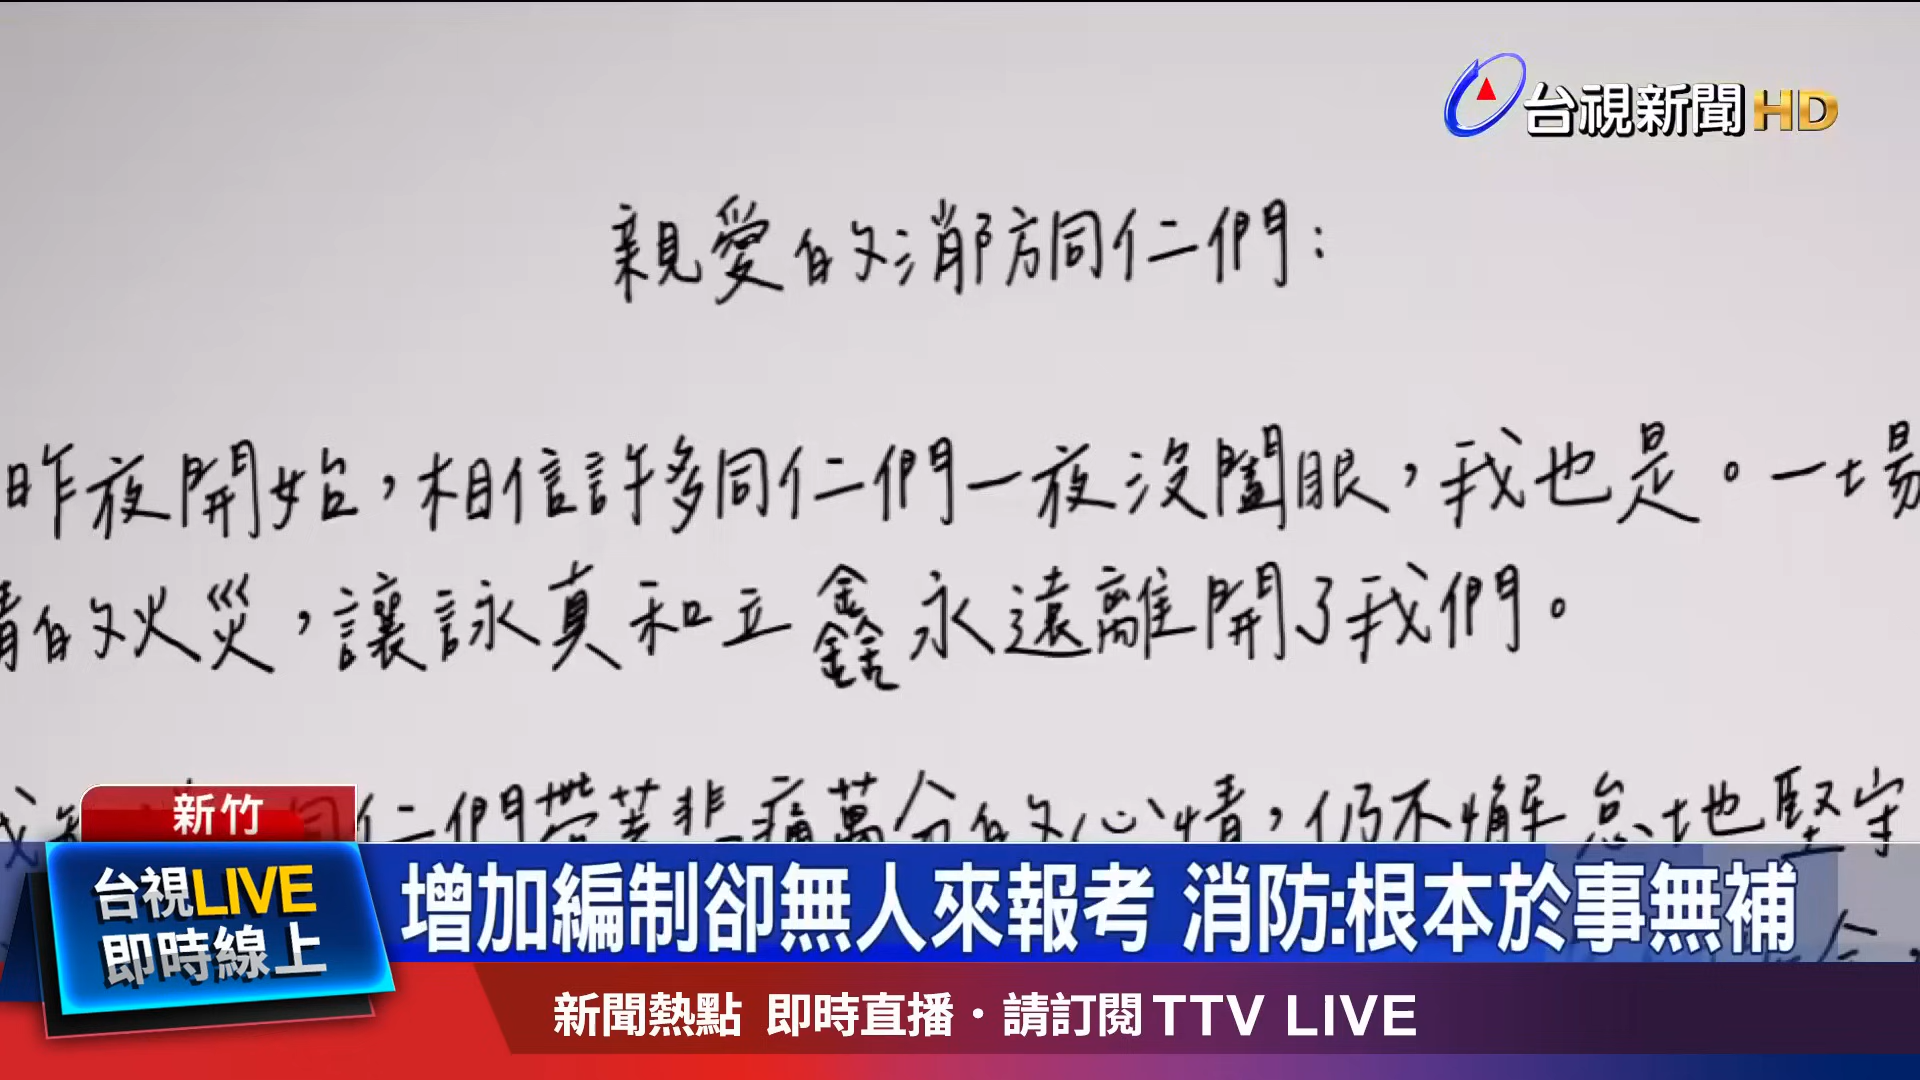 台視新聞HD
親愛的消防同仁們：
昨夜開始，相信許多同仁們一夜沒闔眼，我也是。一場
情的火災，讓詠真和立鑫永遠離開了我們。
同仁們帶著悲痛萬分的心情，仍不懈怠地堅守
新竹
台視LIVE
即時線上
增加編制卻無人來報考 消防:根本於事無補
新聞熱點 即時直播·請訂閱TTV LIVE